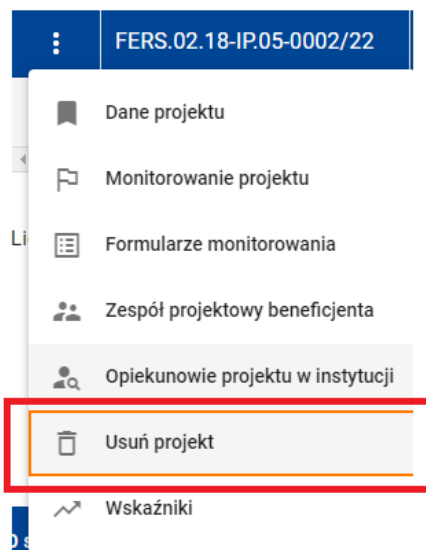 FERS.02.18-IP.05-0002/22
Dane projektu
Monitorowanie projektu
Li
Formularze monitorowania
Zespół projektowy beneficjenta
Opiekunowie projektu w instytucji
Usuń projekt
Wskaźniki